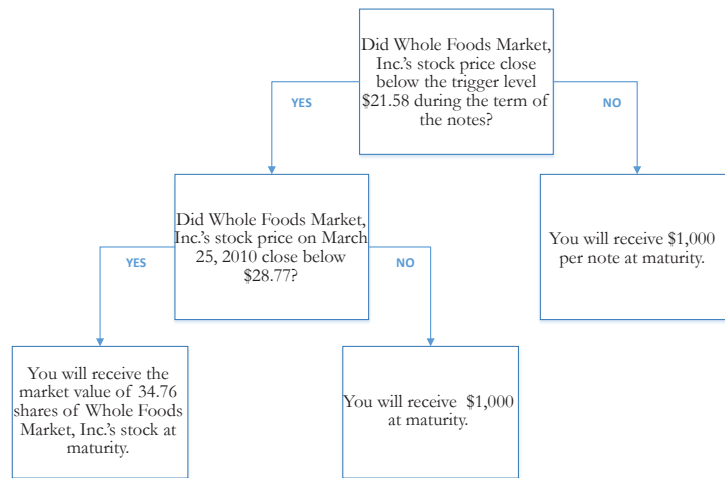 Did Whole Foods Market,
Inc.'s stock price close
below the trigger level
$21.58 during the term of
the notes?
YES
NO
Did Whole Foods Market,
Inc.'s stock price on March
25, 2010 close below
$28.77?
You will receive $1,000
per note at maturity.
YES
NO
You will receive the
market value of 34.76
shares of Whole Foods
Market, Inc.'s stock at
maturity.
You will receive $1,000
at maturity.